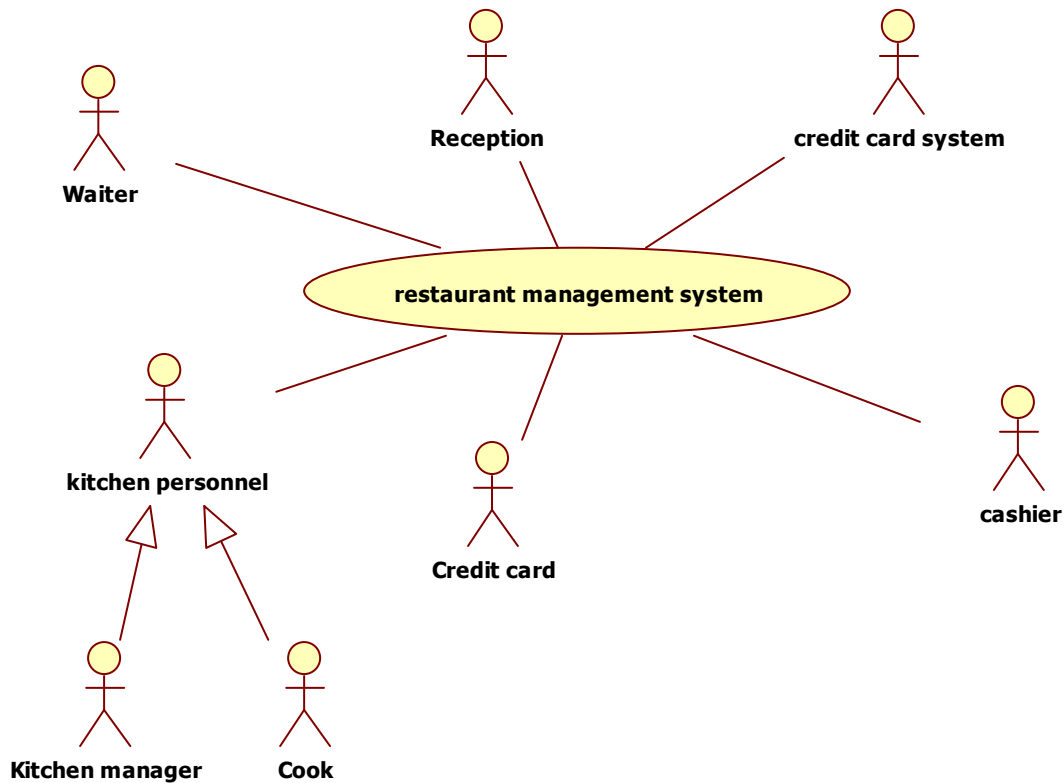 Reception
credit card system
Waiter
restaurant management system
kitchen personnel
cashier
Credit card
Kitchen manager
Cook